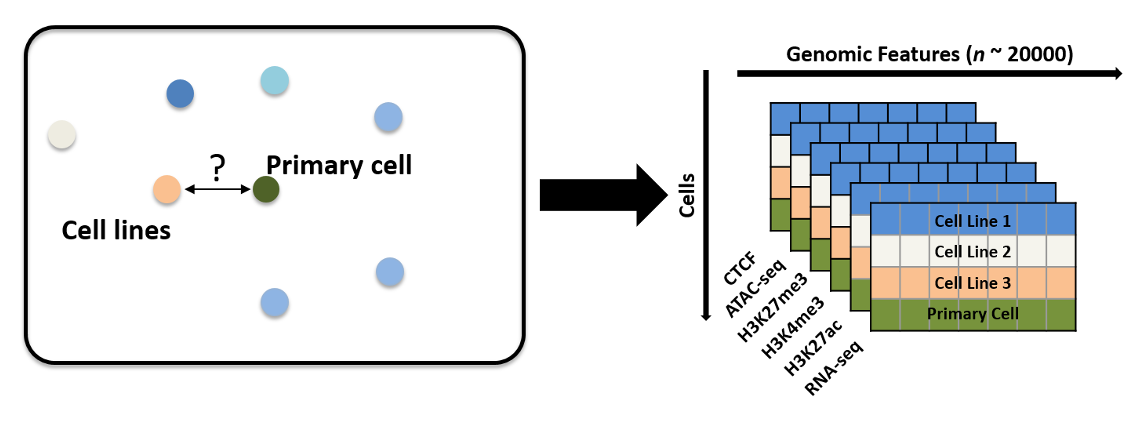 ?
Primary cell
Cell lines
Genomic Features (n ~ 20000)
Cells
Cell Line 1
Cell Line 2
Cell Line 3
Primary Cell
CTCF
ATAC-seq
H3K27me3
H3K4me3
H3K27ac
RNA-seq